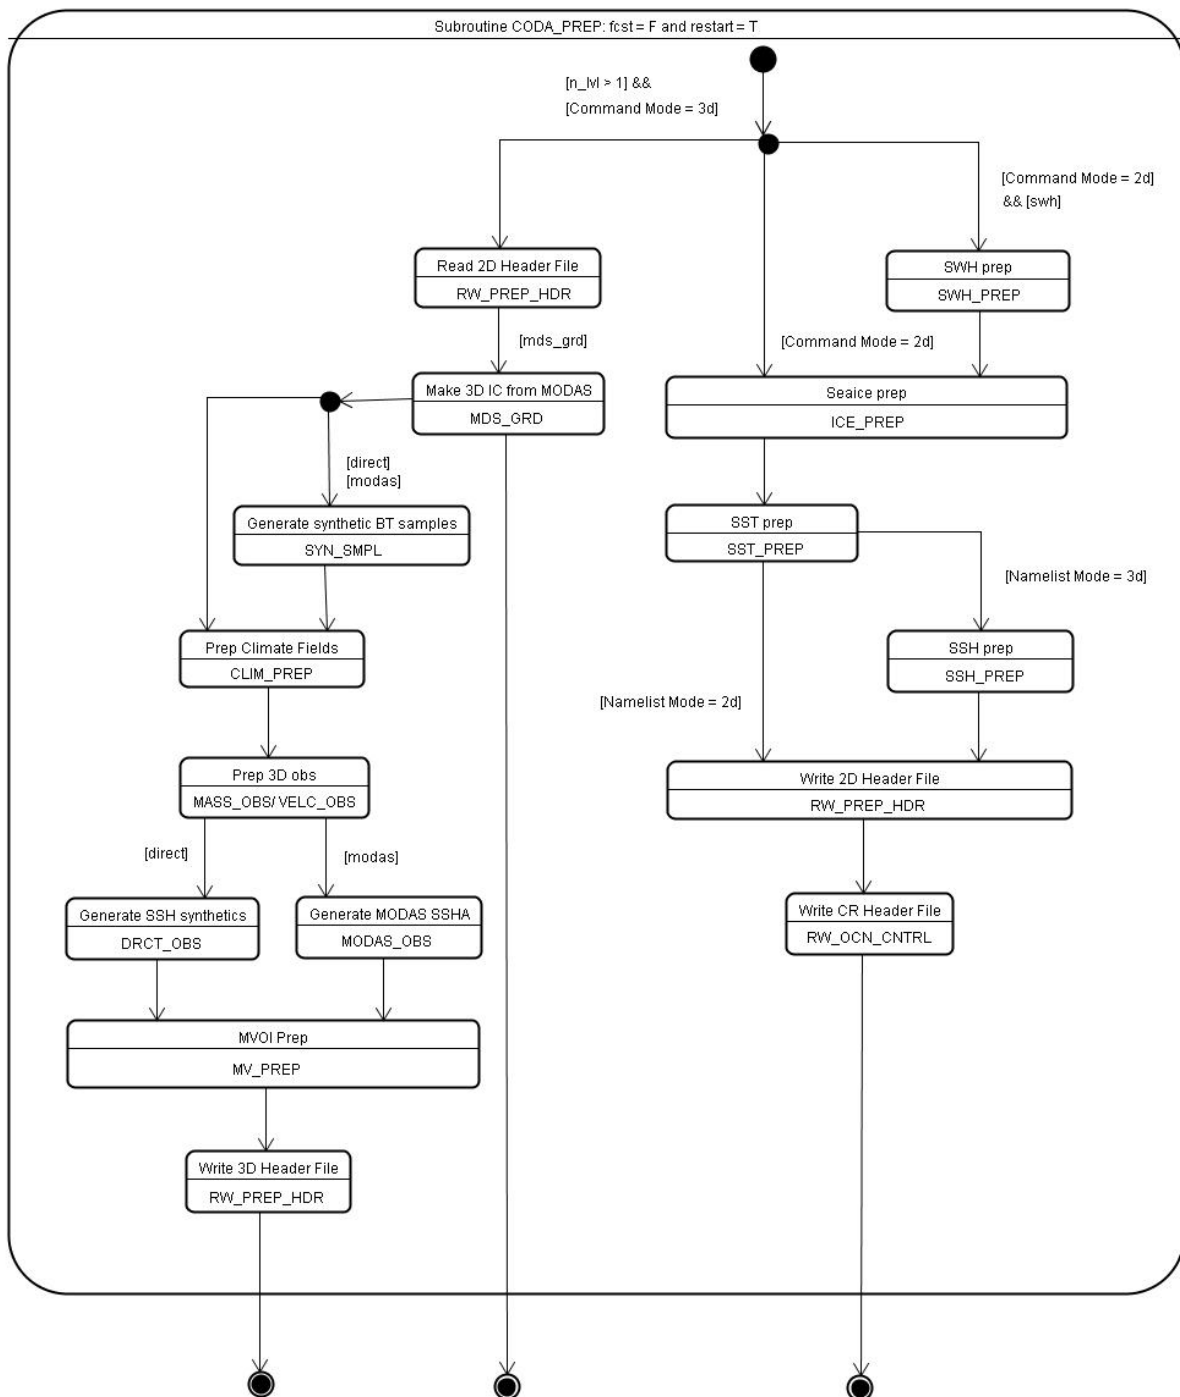 Subroutine CODA_PREP: fcst = F and restart = T
[n_lvl > 1] &&
[Command Mode = 3d]
[Command Mode = 2d]
&& [swh]
Read 2D Header File
RW_PREP_HDR
SWH prep
SWH_PREP
[mds_grd]
[Command Mode = 2d]
Make 3D IC from MODAS
MDS_GRD
Seaice prep
ICE_PREP
[direct]
[modas]
Generate synthetic BT samples
SYN_SMPL
SST prep
SST_PREP
[Namelist Mode = 3d]
Prep Climate Fields
CLIM_PREP
SSH prep
SSH_PREP
[Namelist Mode = 2d]
Prep 3D obs
MASS_OBS/VELC_OBS
Write 2D Header File
RW_PREP_HDR
[direct]
[modas]
Generate SSH synthetics
DRCT_OBS
Generate MODAS SSHA
MODAS_OBS
Write CR Header File
RW_OCN_CNTRL
MVOI Prep
MV_PREP
Write 3D Header File
RW_PREP_HDR